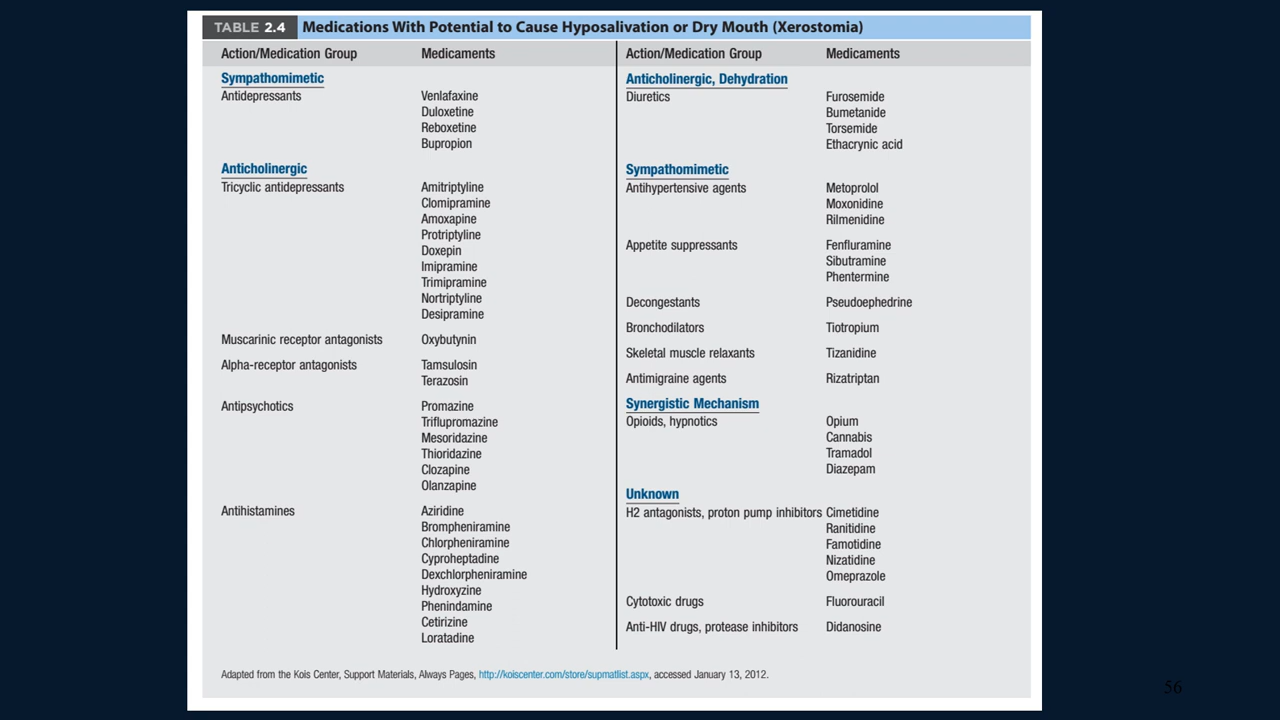 TABLE 2.4 Medications With Potential to Cause Hyposalivation or Dry Mouth (Xerostomia)
Action/Medication Group Medicaments
Sympathomimetic
Antidepressants Venlafaxine
Duloxetine
Reboxetine
Bupropion
Anticholinergic
Tricyclic antidepressants Amitriptyline
Clomipramine
Amoxapine
Protriptyline
Doxepin
Imipramine
Trimipramine
Nortriptyline
Desipramine
Muscarinic receptor antagonists Oxybutynin
Alpha-receptor antagonists Tamsulosin
Terazosin
Antipsychotics Promazine
Triflupromazine
Mesoridazine
Thioridazine
Clozapine
Olanzapine
Antihistamines Aziridine
Brompheniramine
Chlorpheniramine
Cyproheptadine
Dexchlorpheniramine
Hydroxyzine
Phenindamine
Cetirizine
Loratadine
Action/Medication Group Medicaments
Anticholinergic, Dehydration
Diuretics Furosemide
Bumetanide
Torsemide
Ethacrynic acid
Sympathomimetic
Antihypertensive agents Metoprolol
Moxonidine
Rilmenidine
Appetite suppressants Fenfluramine
Sibutramine
Phentermine
Decongestants Pseudoephedrine
Bronchodilators Tiotropium
Skeletal muscle relaxants Tizanidine
Antimigraine agents Rizatriptan
Synergistic Mechanism
Opioids, hypnotics Opium
Cannabis
Tramadol
Diazepam
Unknown
H2 antagonists, proton pump inhibitors Cimetidine
Ranitidine
Famotidine
Nizatidine
Omeprazole
Cytotoxic drugs Fluorouracil
Anti-HIV drugs, protease inhibitors Didanosine
Adapted from the Kois Center, Support Materials, Always Pages, http://koiscenter.com/store/supmatlist.aspx, accessed January 13, 2012.
56